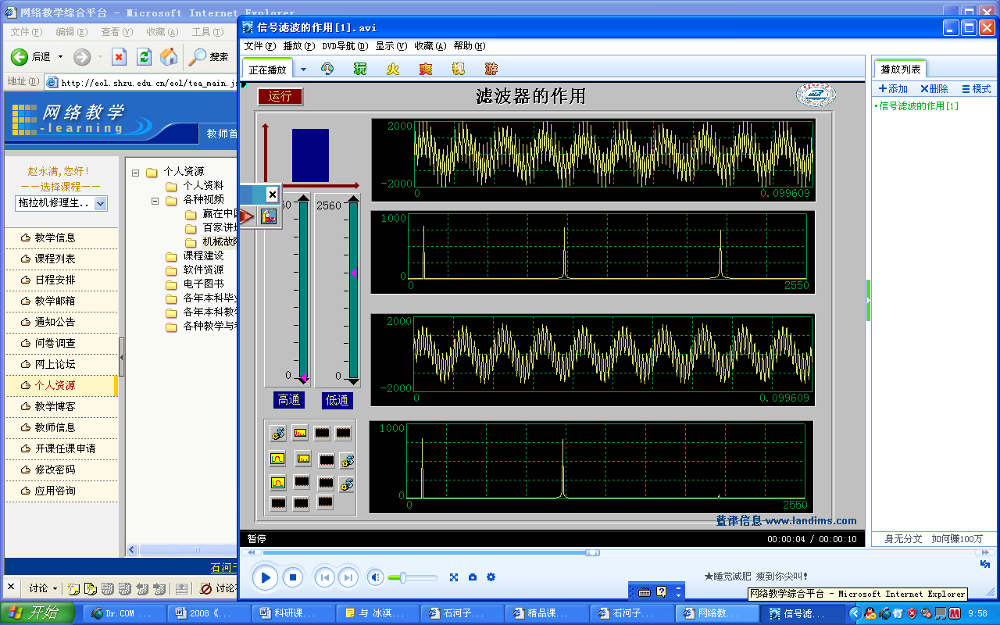 网络教学综合平台 - Microsoft Internet Explorer
文件(F) 编辑(E) 查看(V) 收藏(A) 工具(T)
后退 搜索
地址(D) http://eol.shzu.edu.cn/eol/tea_main.js
网络教学
-learning
教师首
赵永满,您好!
——选择课程——
拖拉机修理生..
教学信息
课程列表
日程安排
教学邮箱
通知公告
问卷调查
网上论坛
个人资源
教学博客
教师信息
开课任课申请
修改密码
应用咨询
个人资源
个人资料
各种视频
赢在中国
百家讲坛
机械故障
课程建设
软件资源
电子图书
各年本科毕业
各年本科教学
各种教学与
石河子
讨论 讨论
信号滤波的作用[1].avi
文件(F) 播放(P) DVD导航(D) 显示(V) 收藏(A) 帮助(H)
正在播放 玩 火 爽 机 游
运行 滤波器的作用
2000
-2000
0 0.099609
1000
0
0 2550
2000
-2000
0 0.099609
1000
0
0 2550
2560
0 0
高通 低通
蓝津信息 www.landims.com
暂停 00:00:04 / 00:00:10
★睡觉减肥 瘦到你尖叫!
播放列表
添加 删除 模式
信号滤波的作用[1]
身无分文 如何赚100万
网络教学综合平台 - Microsoft Internet Explorer
开始 Dr.COM ... 2008《... 科研课... 与 冰淇... 石河子... 精品课... 石河子... 网络教... 信号滤... 9:58